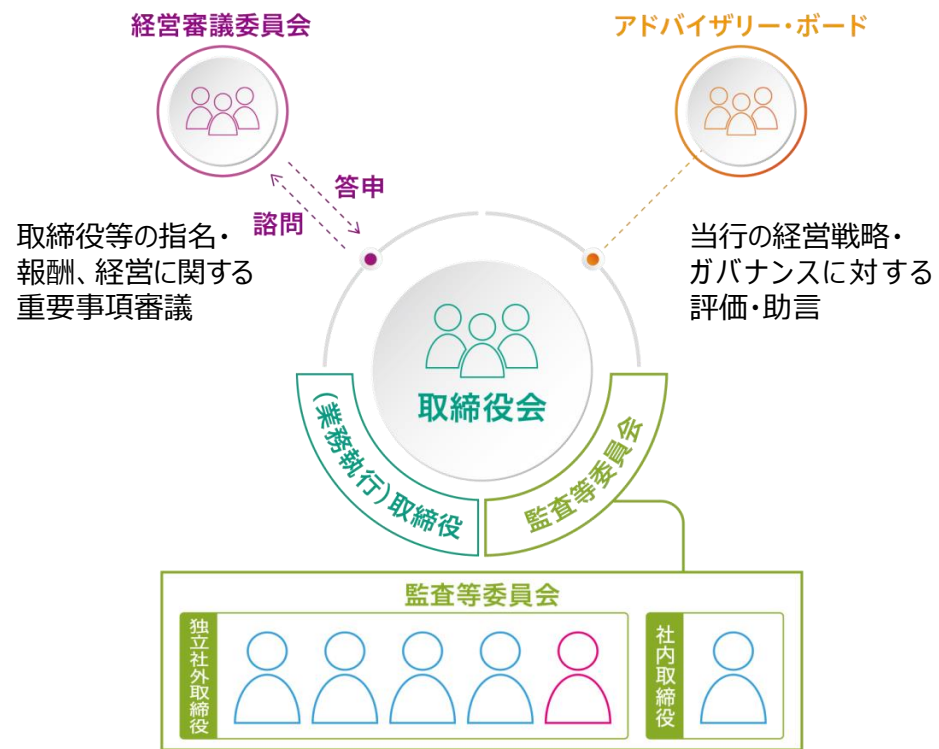 経営審議委員会
アドバイザリー・ボード
答申
諮問
取締役等の指名・
報酬、経営に関する
重要事項審議
当行の経営戦略・
ガバナンスに対する
評価・助言
取締役会
(業務執行)取締役
監査等委員会
監査等委員会
独立社外取締役
社内取締役